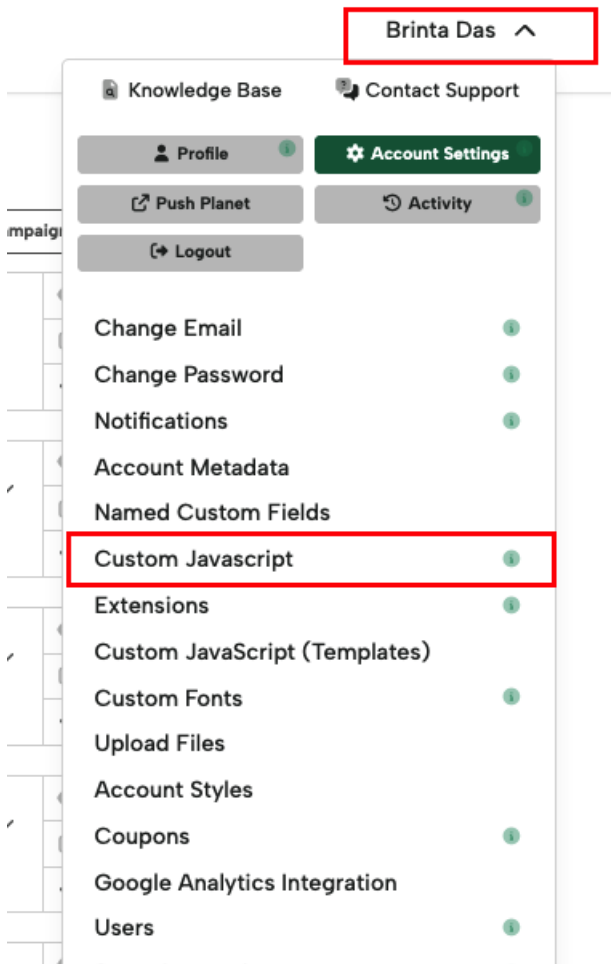 Brinta Das
Knowledge Base Contact Support
Profile Account Settings
Push Planet Activity
Logout
Change Email
Change Password
Notifications
Account Metadata
Named Custom Fields
Custom Javascript
Extensions
Custom JavaScript (Templates)
Custom Fonts
Upload Files
Account Styles
Coupons
Google Analytics Integration
Users